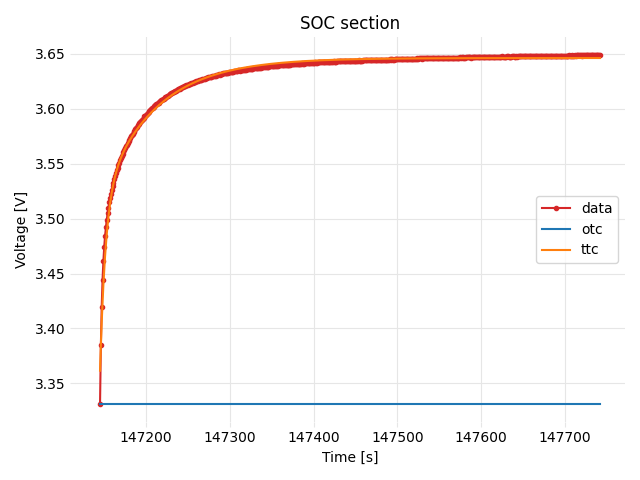 SOC section
3.65
3.60
3.55
3.50
3.45
3.40
3.35
Voltage [V]
data
otc
ttc
147200 147300 147400 147500 147600 147700
Time [s]